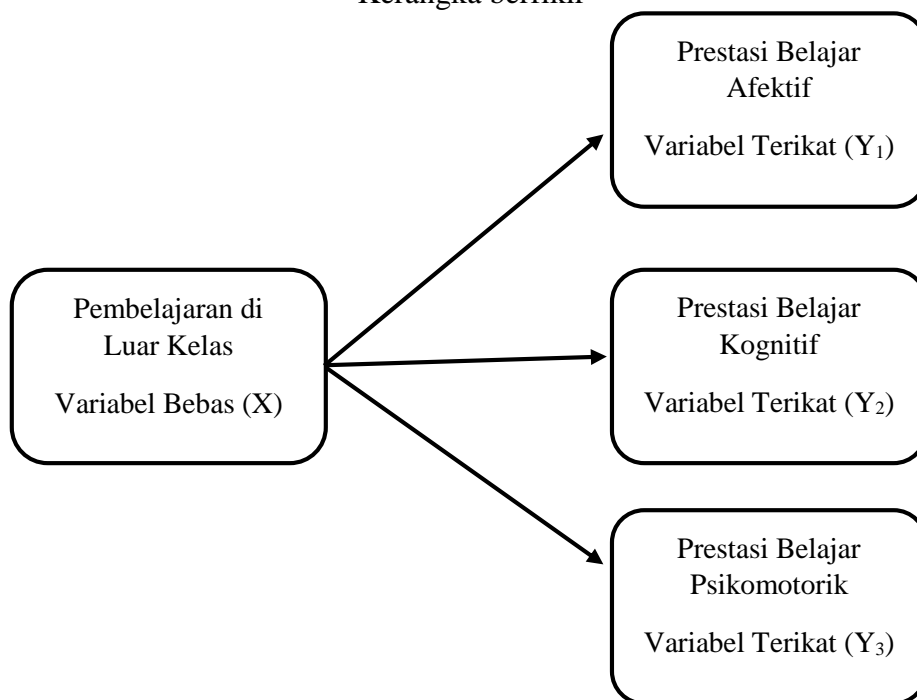 Kerangka berfikir
Prestasi Belajar
Afektif
Variabel Terikat (Y₁)
Pembelajaran di
Luar Kelas
Variabel Bebas (X)
Prestasi Belajar
Kognitif
Variabel Terikat (Y₂)
Prestasi Belajar
Psikomotorik
Variabel Terikat (Y₃)